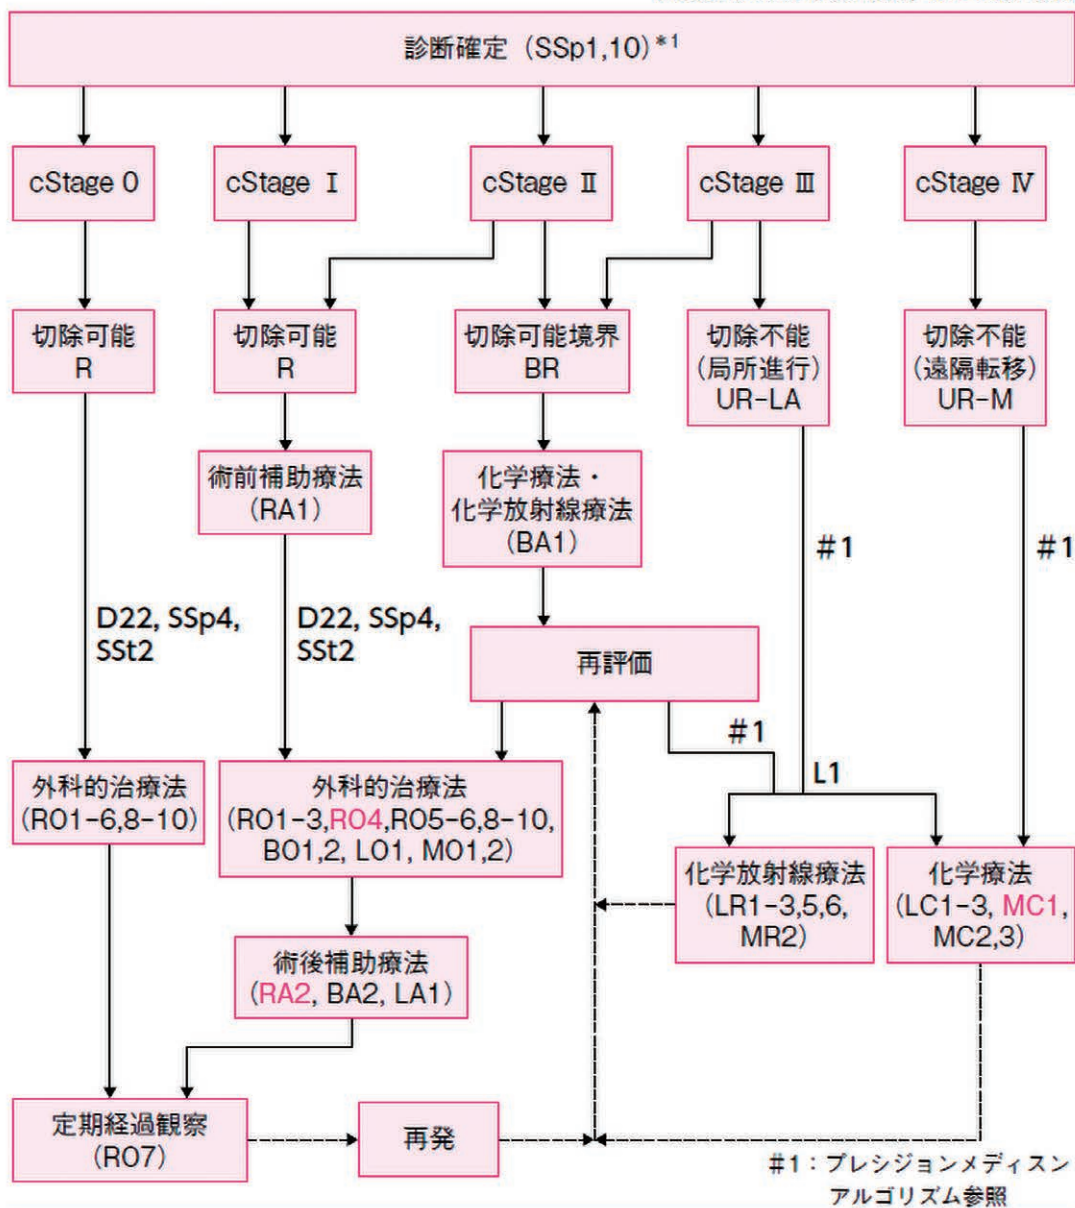 診断確定（SSp1,10）*1
cStage 0
cStage Ⅰ
cStage Ⅱ
cStage Ⅲ
cStage Ⅳ
切除可能
R
切除可能
R
切除可能境界
BR
切除不能
（局所進行）
UR-LA
切除不能
（遠隔転移）
UR-M
術前補助療法
(RA1)
化学療法・
化学放射線療法
(BA1)
#1
#1
D22, SSp4,
SSt2
D22, SSp4,
SSt2
再評価
#1
L1
外科的治療法
(RO1-6,8-10)
外科的治療法
(RO1-3,RO4,RO5-6,8-10,
BO1,2, LO1, MO1,2)
化学放射線療法
(LR1-3,5,6,
MR2)
化学療法
(LC1-3, MC1,
MC2,3)
術後補助療法
(RA2, BA2, LA1)
定期経過観察
(RO7)
再発
#1：プレシジョンメディスン
アルゴリズム参照